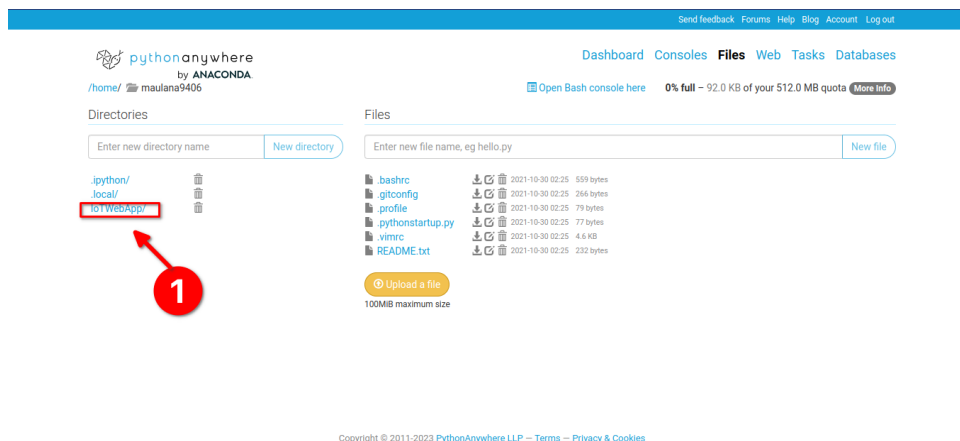 Send feedback Forums Help Blog Account Log out
pythonanywhere
by ANACONDA.
Dashboard Consoles Files Web Tasks Databases
/home/ maulana9406
Open Bash console here 0% full – 92.0 KB of your 512.0 MB quota More Info
Directories
Files
Enter new directory name New directory
Enter new file name, eg hello.py New file
.ipython/
.local/
IoTWebApp/
.bashrc 2021-10-30 02:25 559 bytes
.gitconfig 2021-10-30 02:25 266 bytes
.profile 2021-10-30 02:25 79 bytes
.pythonstartup.py 2021-10-30 02:25 77 bytes
.vimrc 2021-10-30 02:25 4.6 KB
README.txt 2021-10-30 02:25 232 bytes
Upload a file
100MiB maximum size
1
Copyright © 2011-2023 PythonAnywhere LLP — Terms — Privacy & Cookies